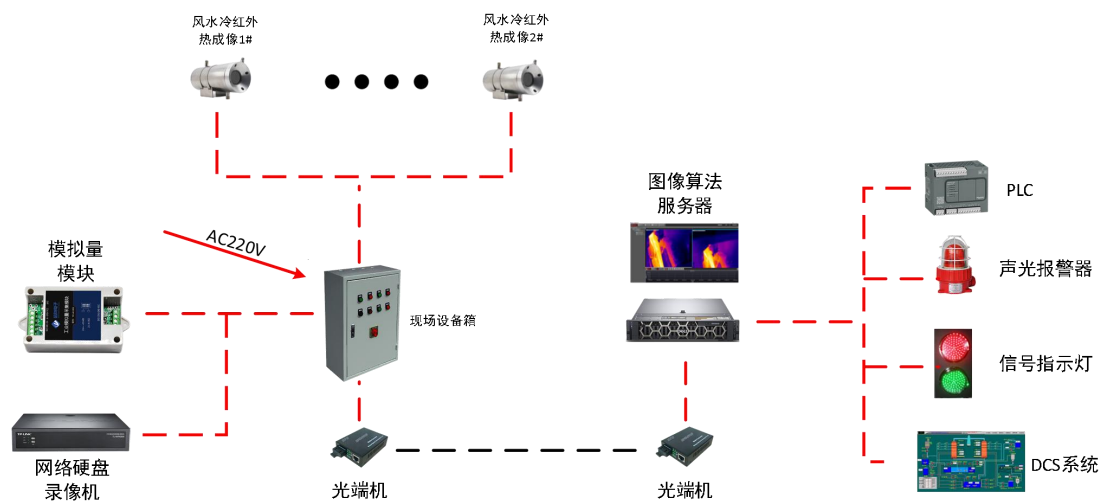 风水冷红外
热成像1#
风水冷红外
热成像2#
图像算法
服务器
PLC
AC220V
模拟量
模块
声光报警器
现场设备箱
信号指示灯
网络硬盘
录像机
光端机
光端机
DCS系统